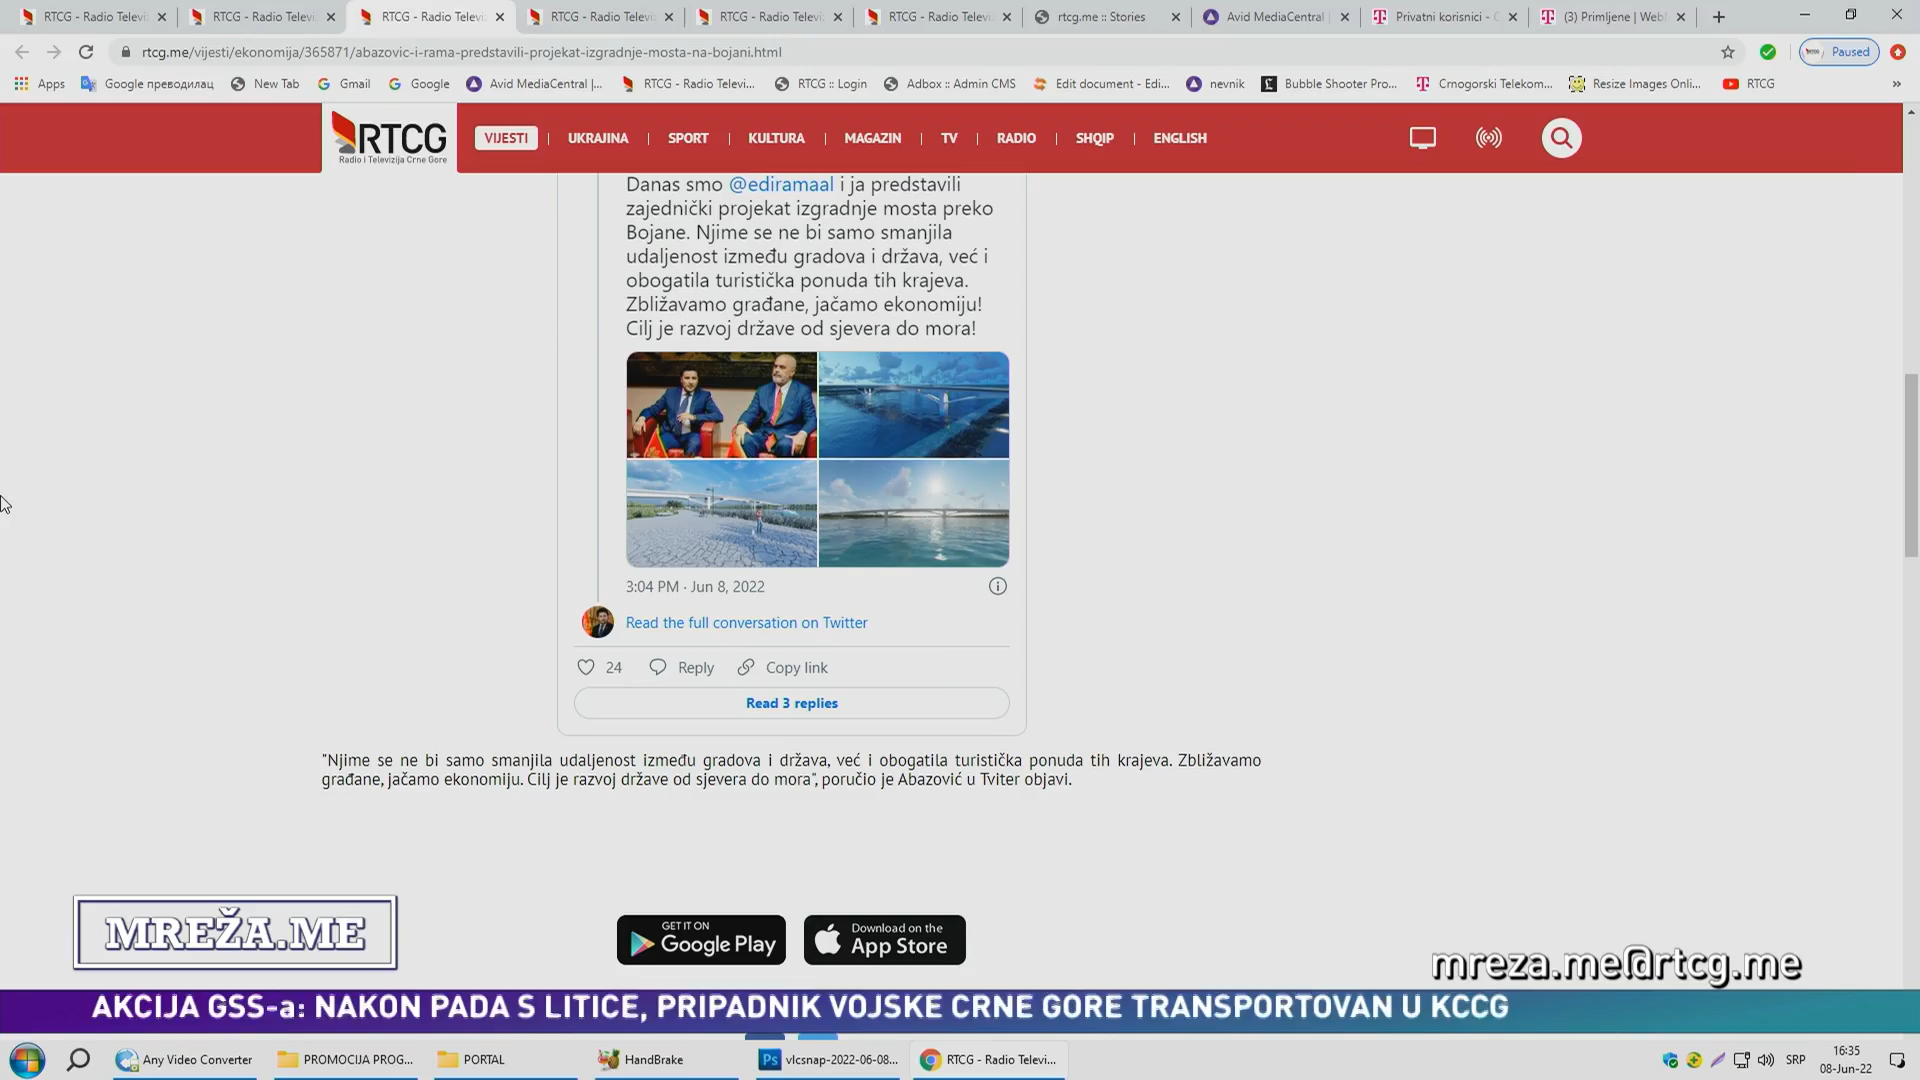 RTCG - Radio Televiz
RTCG - Radio Televi
RTCG - Radio Televi
RTCG - Radio Televi
RTCG - Radio Televi
RTCG - Radio Televi
rtcg.me :: Stories
Avid MediaCentral |
Privatni korisnici - C
(3) Primljene | Web
rtcg.me/vijesti/ekonomija/365871/abazovic-i-rama-predstavili-projekat-izgradnje-mosta-na-bojani.html
Paused
Apps
Google преводилац
New Tab
Gmail
Google
Avid MediaCentral |...
RTCG - Radio Televi...
RTCG :: Login
Adbox :: Admin CMS
Edit document - Edi...
nevnik
Bubble Shooter Pro...
Crnogorski Telekom...
Resize Images Onli...
RTCG
RTCG
Radio i Televizija Crne Gore
VIJESTI
UKRAJINA
SPORT
KULTURA
MAGAZIN
TV
RADIO
SHQIP
ENGLISH
Danas smo @ediramaal i ja predstavili
zajednički projekat izgradnje mosta preko
Bojane. Njime se ne bi samo smanjila
udaljenost između gradova i država, već i
obogatila turistička ponuda tih krajeva.
Zbližavamo građane, jačamo ekonomiju!
Cilj je razvoj države od sjevera do mora!
3:04 PM · Jun 8, 2022
Read the full conversation on Twitter
24
Reply
Copy link
Read 3 replies
"Njime se ne bi samo smanjila udaljenost između gradova i država, već i obogatila turistička ponuda tih krajeva. Zbližavamo
građane, jačamo ekonomiju. Cilj je razvoj države od sjevera do mora", poručio je Abazović u Tviter objavi.
MREŽA.ME
GET IT ON
Google Play
Download on the
App Store
mreza.me@rtcg.me
AKCIJA GSS-a: NAKON PADA S LITICE, PRIPADNIK VOJSKE CRNE GORE TRANSPORTOVAN U KCCG
Any Video Converter
PROMOCIJA PROG...
PORTAL
HandBrake
vlcsnap-2022-06-08...
RTCG - Radio Televi...
SRP
16:35
08-Jun-22